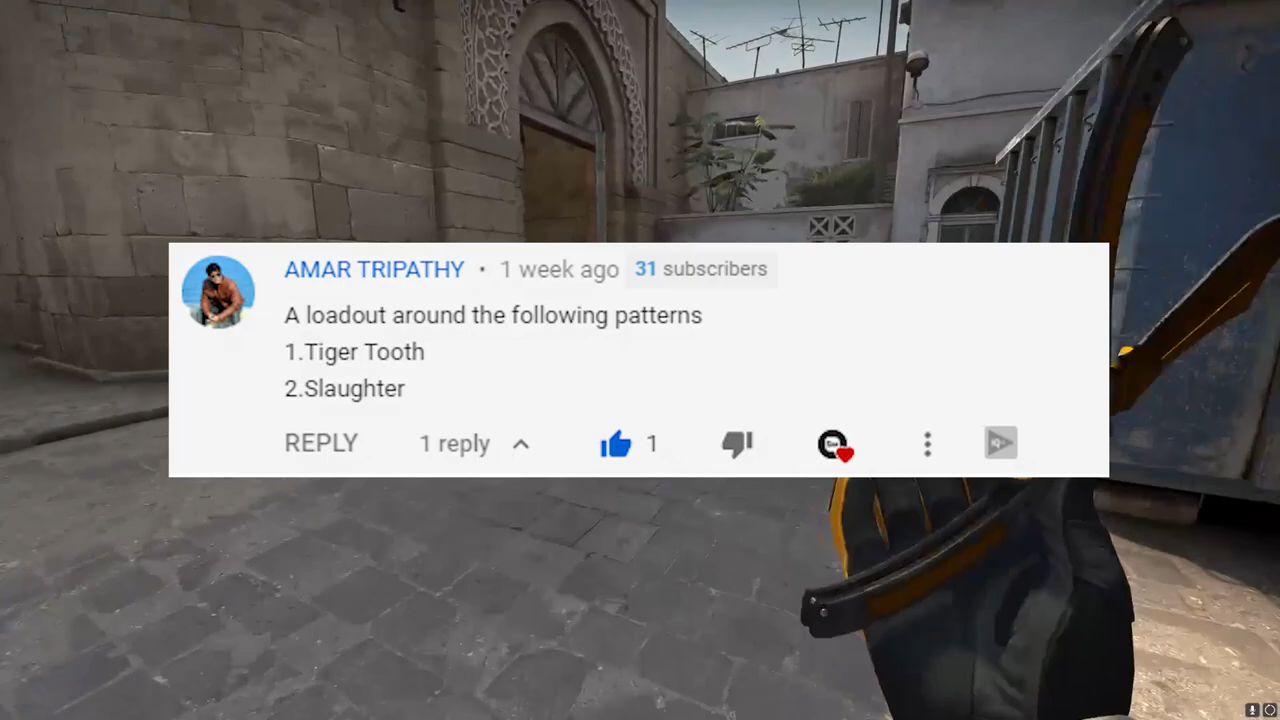 AMAR TRIPATHY • 1 week ago 31 subscribers
A loadout around the following patterns
1.Tiger Tooth
2.Slaughter
REPLY 1 reply 1